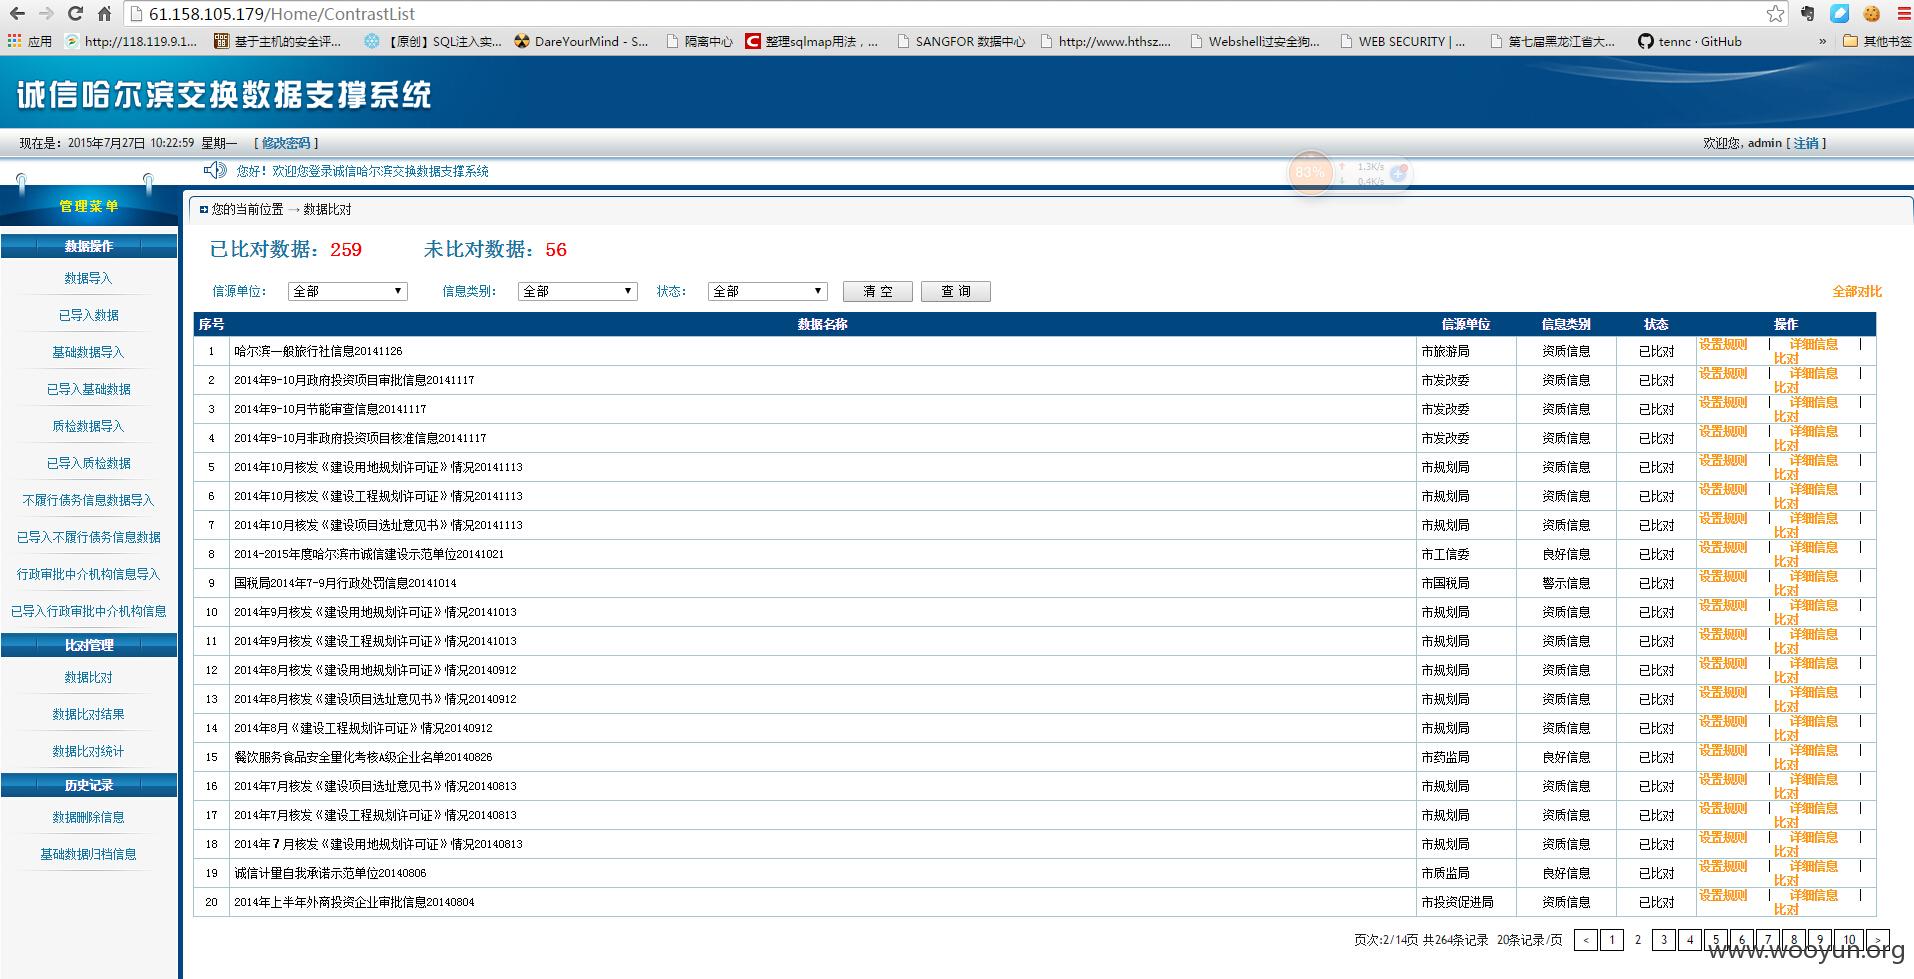 61.158.105.179/Home/ContrastList
应用 http://118.119.9.1... 基于主机的安全评... 【原创】SQL注入实... DareYourMind - S... 隔离中心 整理sqlmap用法，... SANGFOR 数据中心 http://www.hthsz.... Webshell过安全狗... WEB SECURITY | ... 第七届黑龙江省大... tennc · GitHub » 其他书签
诚信哈尔滨交换数据支撑系统
现在是：2015年7月27日 10:22:59 星期一 [ 修改密码 ] 欢迎您, admin [ 注销 ]
您好！欢迎您登录诚信哈尔滨交换数据支撑系统
83% 1.3K/s
0.4K/s
管理菜单
数据操作
数据导入
已导入数据
基础数据导入
已导入基础数据
质检数据导入
已导入质检数据
不履行债务信息数据导入
已导入不履行债务信息数据
行政审批中介机构信息导入
已导入行政审批中介机构信息
比对管理
数据比对
数据比对结果
数据比对统计
历史记录
数据删除信息
基础数据归档信息
您的当前位置 → 数据比对
已比对数据：259 未比对数据：56
信源单位： 全部 信息类别： 全部 状态： 全部 清 空 查 询 全部对比
序号 数据名称 信源单位 信息类别 状态 操作
1 哈尔滨一般旅行社信息20141126 市旅游局 资质信息 已比对 设置规则 | 详细信息 | 比对
2 2014年9-10月政府投资项目审批信息20141117 市发改委 资质信息 已比对 设置规则 | 详细信息 | 比对
3 2014年9-10月节能审查信息20141117 市发改委 资质信息 已比对 设置规则 | 详细信息 | 比对
4 2014年9-10月非政府投资项目核准信息20141117 市发改委 资质信息 已比对 设置规则 | 详细信息 | 比对
5 2014年10月核发《建设用地规划许可证》情况20141113 市规划局 资质信息 已比对 设置规则 | 详细信息 | 比对
6 2014年10月核发《建设工程规划许可证》情况20141113 市规划局 资质信息 已比对 设置规则 | 详细信息 | 比对
7 2014年10月核发《建设项目选址意见书》情况20141113 市规划局 资质信息 已比对 设置规则 | 详细信息 | 比对
8 2014-2015年度哈尔滨市诚信建设示范单位20141021 市工信委 良好信息 已比对 设置规则 | 详细信息 | 比对
9 国税局2014年7-9月行政处罚信息20141014 市国税局 警示信息 已比对 设置规则 | 详细信息 | 比对
10 2014年9月核发《建设用地规划许可证》情况20141013 市规划局 资质信息 已比对 设置规则 | 详细信息 | 比对
11 2014年9月核发《建设工程规划许可证》情况20141013 市规划局 资质信息 已比对 设置规则 | 详细信息 | 比对
12 2014年8月核发《建设用地规划许可证》情况20140912 市规划局 资质信息 已比对 设置规则 | 详细信息 | 比对
13 2014年8月核发《建设项目选址意见书》情况20140912 市规划局 资质信息 已比对 设置规则 | 详细信息 | 比对
14 2014年8月《建设工程规划许可证》情况20140912 市规划局 资质信息 已比对 设置规则 | 详细信息 | 比对
15 餐饮服务食品安全量化考核A级企业名单20140826 市药监局 良好信息 已比对 设置规则 | 详细信息 | 比对
16 2014年7月核发《建设项目选址意见书》情况20140813 市规划局 资质信息 已比对 设置规则 | 详细信息 | 比对
17 2014年7月核发《建设工程规划许可证》情况20140813 市规划局 资质信息 已比对 设置规则 | 详细信息 | 比对
18 2014年７月核发《建设用地规划许可证》情况20140813 市规划局 资质信息 已比对 设置规则 | 详细信息 | 比对
19 诚信计量自我承诺示范单位20140806 市质监局 良好信息 已比对 设置规则 | 详细信息 | 比对
20 2014年上半年外商投资企业审批信息20140804 市投资促进局 资质信息 已比对 设置规则 | 详细信息 | 比对
页次:2/14页 共264条记录 20条记录/页 < 1 2 3 4 5 6 7 8 9 10 >
www.wooyun.org